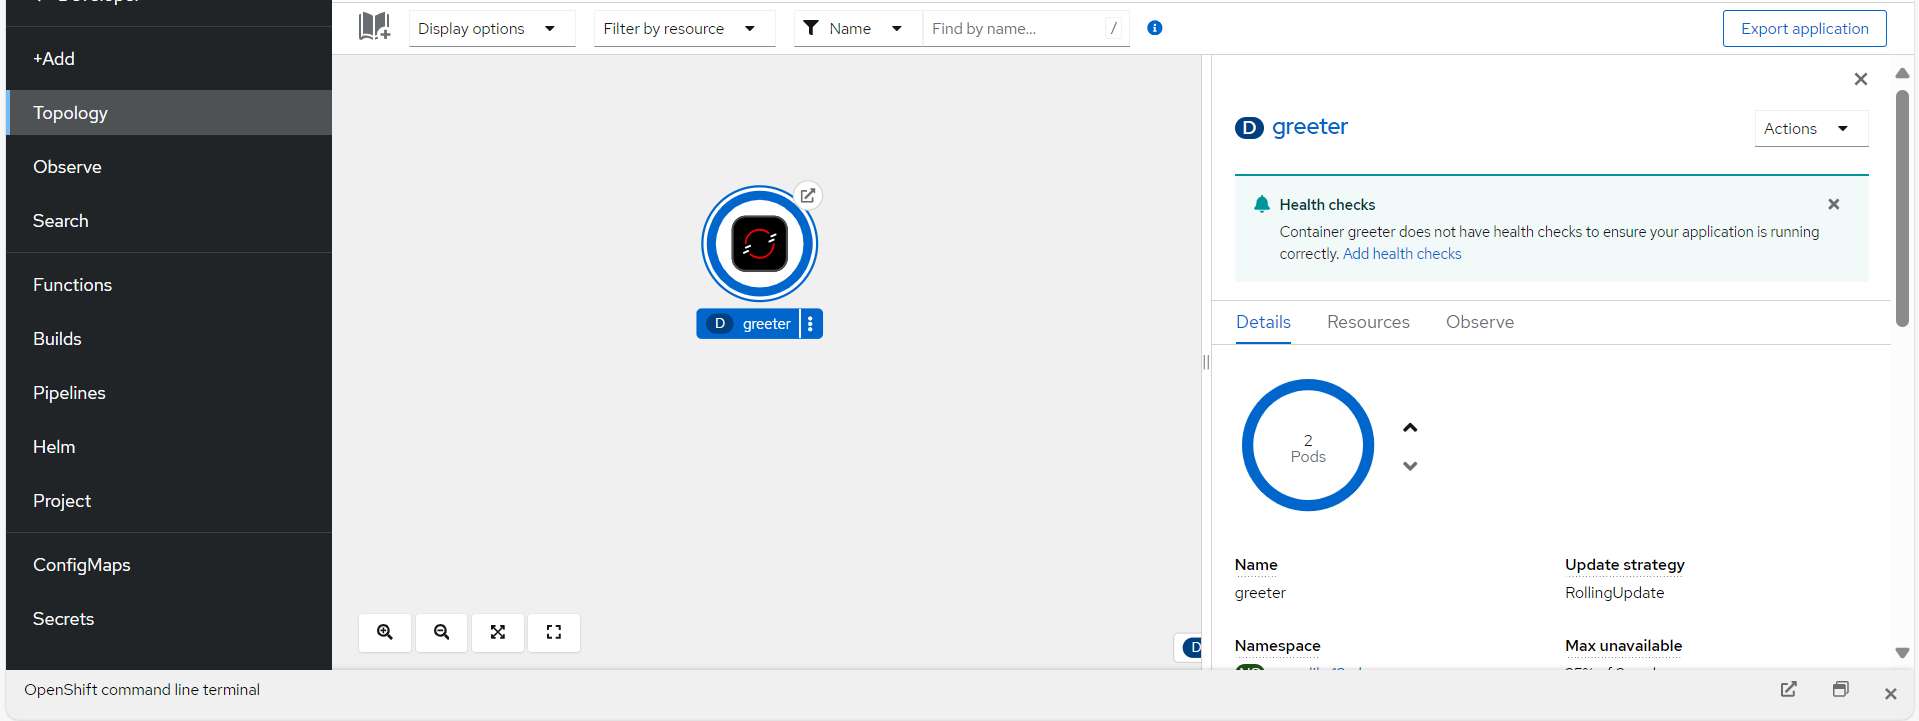 Display options
Filter by resource
Name
Find by name...
/
Export application
+Add
Topology
Observe
Search
Functions
Builds
Pipelines
Helm
Project
ConfigMaps
Secrets
D greeter
D greeter
Actions
Health checks
Container greeter does not have health checks to ensure your application is running
correctly. Add health checks
Details Resources Observe
2
Pods
Name
greeter
Update strategy
RollingUpdate
Namespace
Max unavailable
D
OpenShift command line terminal